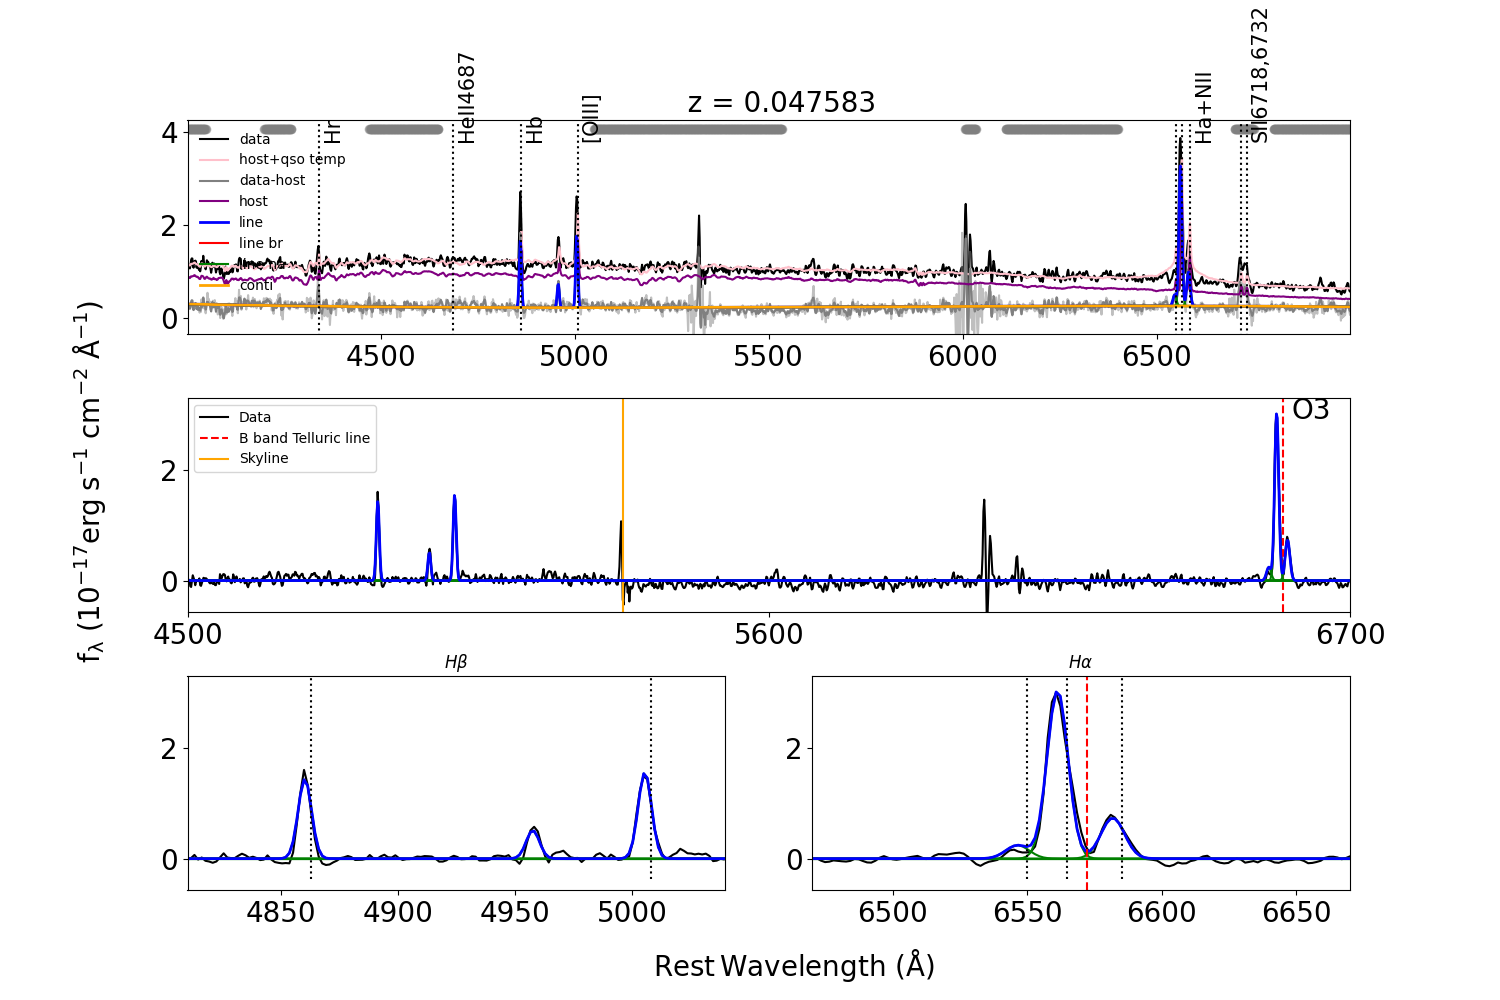 z = 0.047583
Hr
HeII4687
Hb
[OIII]
Ha+NII
SII6718,6732
data
host+qso temp
data-host
host
line
line br
conti
4
2
0
4500
5000
5500
6000
6500
Data
B band Telluric line
Skyline
O3
2
0
4500
5600
6700
fλ (10⁻¹⁷erg s⁻¹ cm⁻² Å⁻¹)
Hβ
2
0
4850
4900
4950
5000
Hα
2
0
6500
6550
6600
6650
Rest Wavelength (Å)